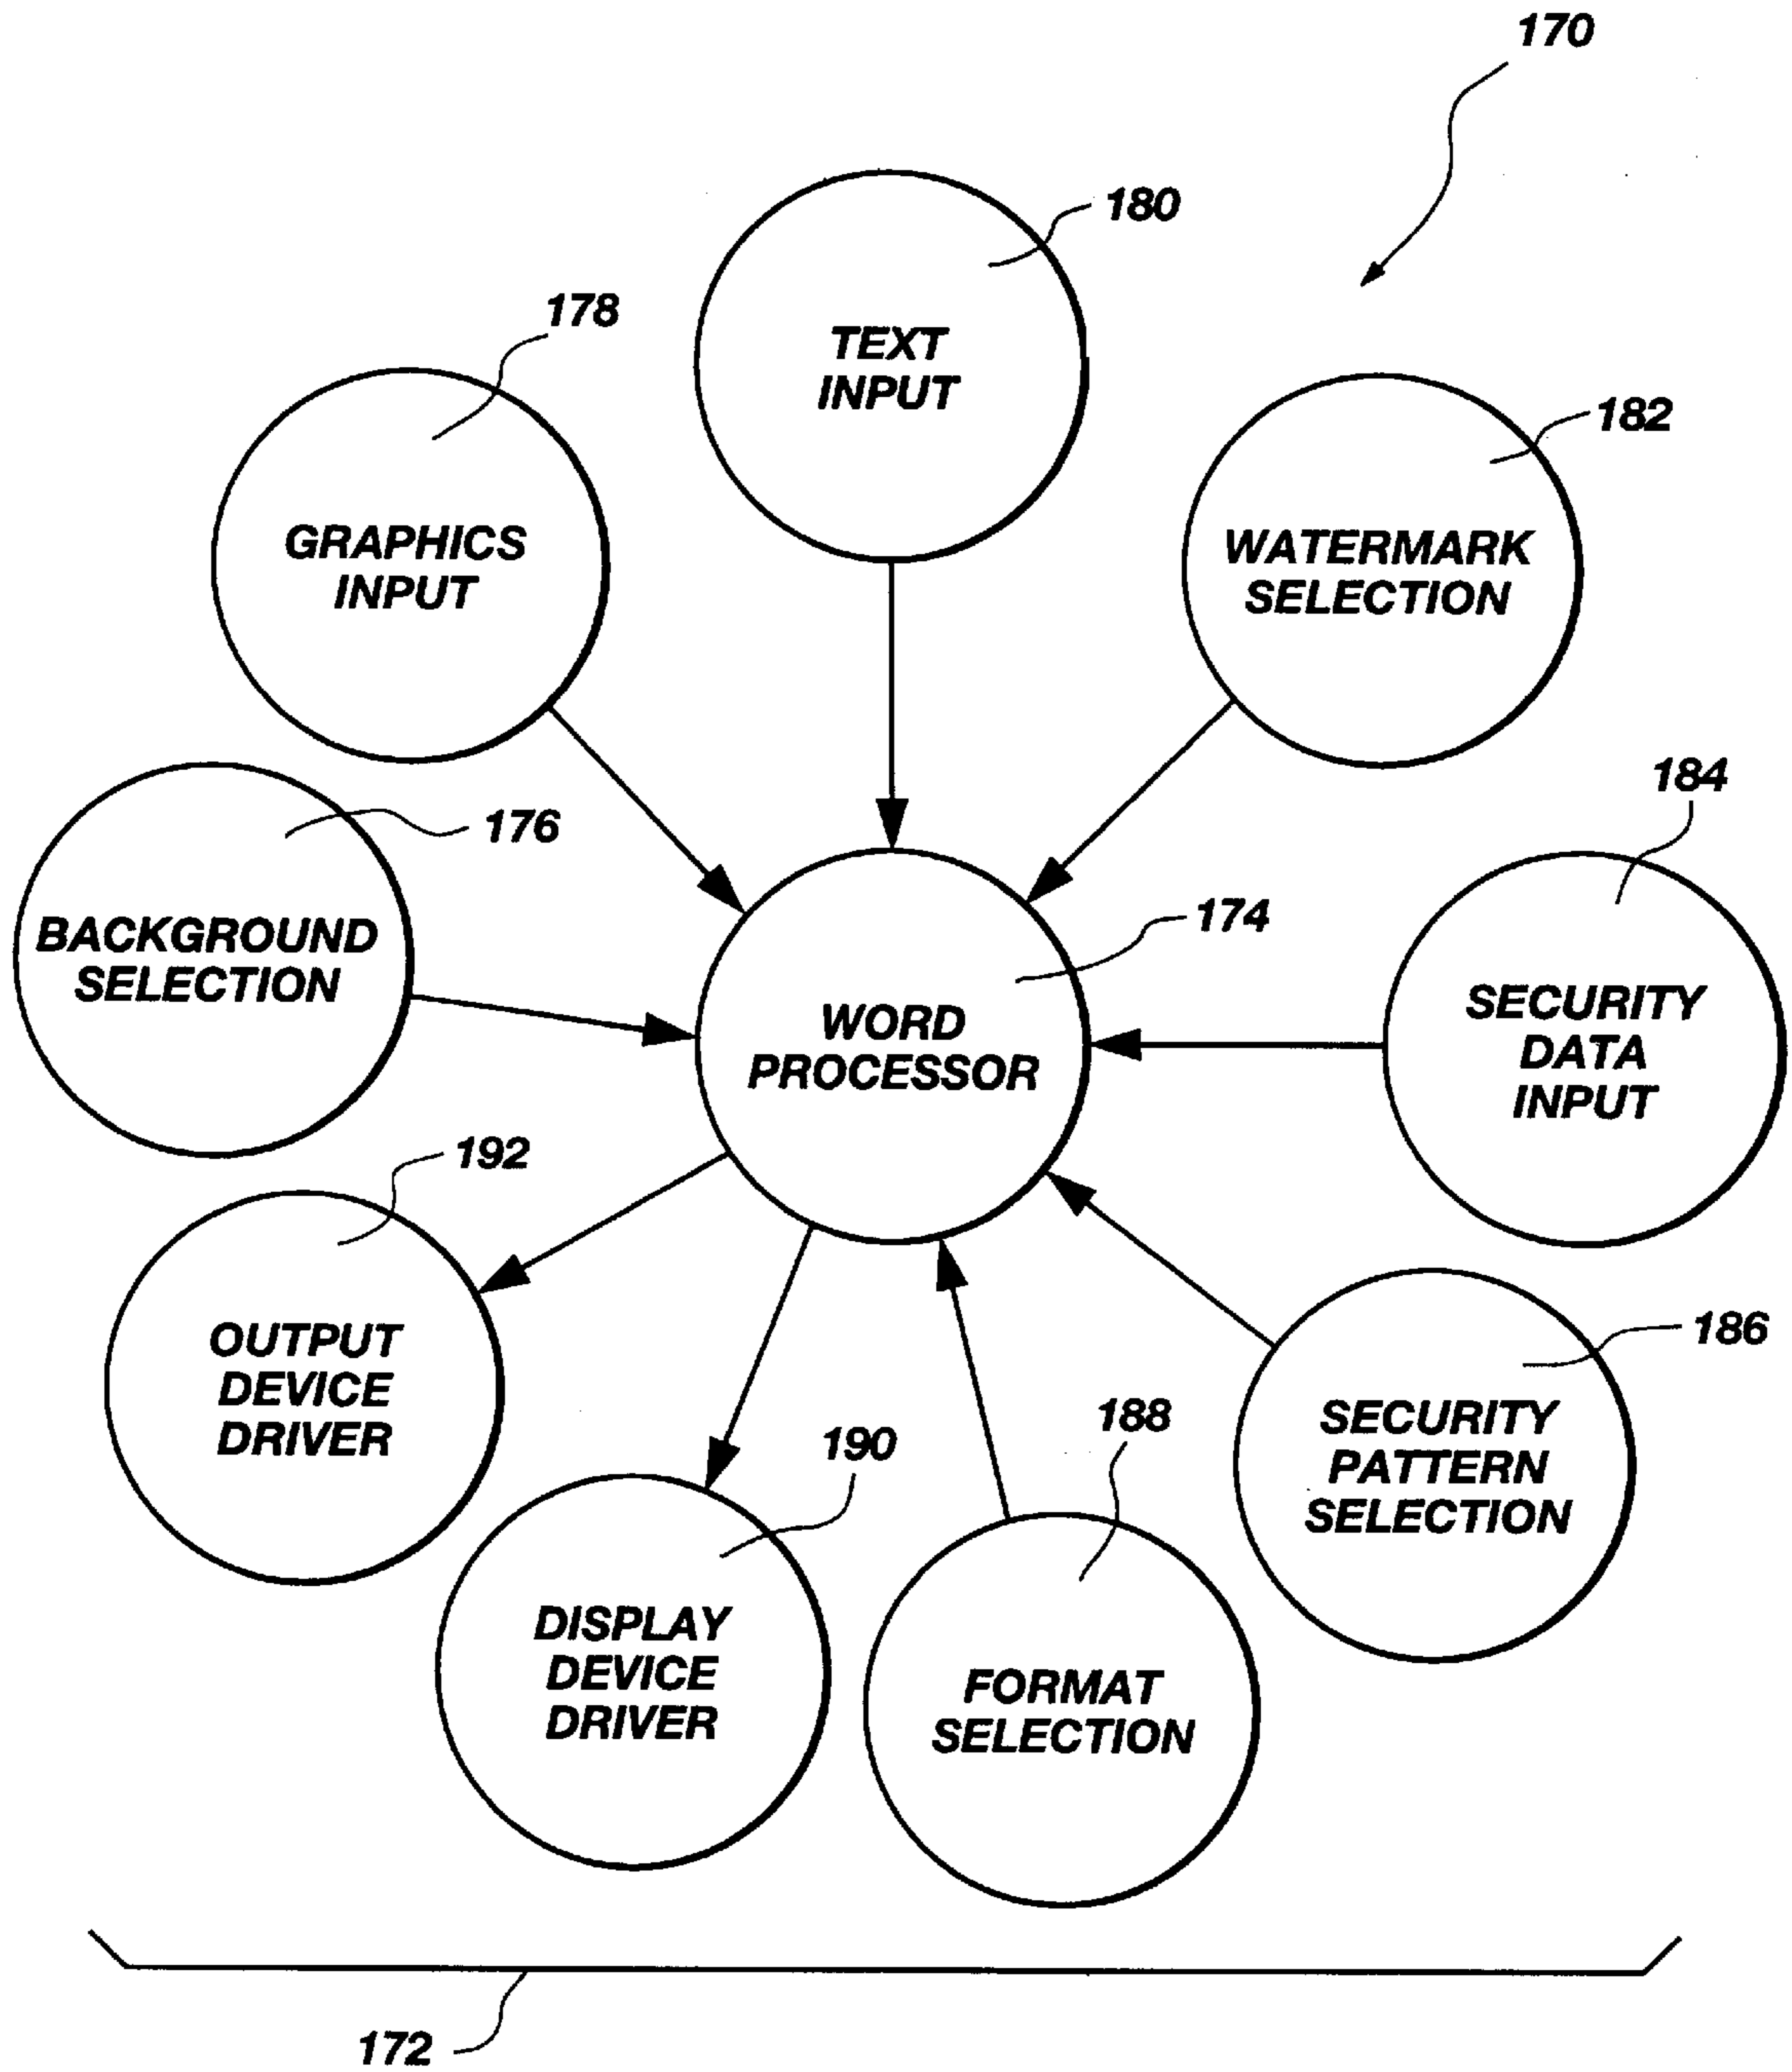 170
180
TEXT
INPUT
178
GRAPHICS
INPUT
182
WATERMARK
SELECTION
176
BACKGROUND
SELECTION
184
SECURITY
DATA
INPUT
174
WORD
PROCESSOR
192
OUTPUT
DEVICE
DRIVER
186
SECURITY
PATTERN
SELECTION
190
DISPLAY
DEVICE
DRIVER
188
FORMAT
SELECTION
172